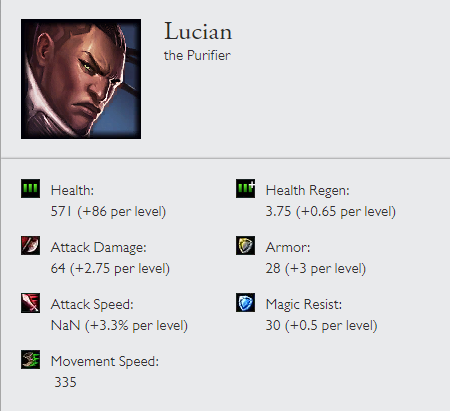 Lucian
the Purifier
Health:
571 (+86 per level)
Health Regen:
3.75 (+0.65 per level)
Attack Damage:
64 (+2.75 per level)
Armor:
28 (+3 per level)
Attack Speed:
NaN (+3.3% per level)
Magic Resist:
30 (+0.5 per level)
Movement Speed:
335